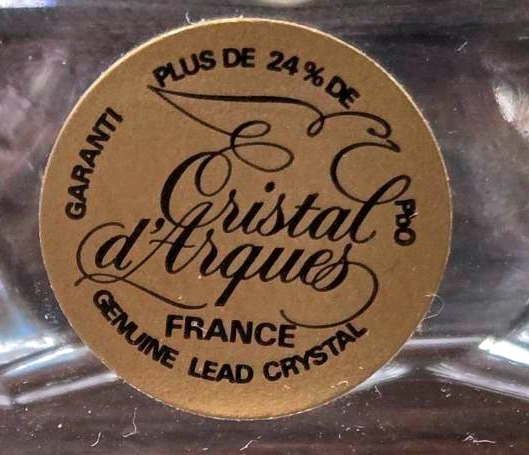 GARANTI PLUS DE 24% DE PbO
Cristal
d'Arques
FRANCE
GENUINE LEAD CRYSTAL